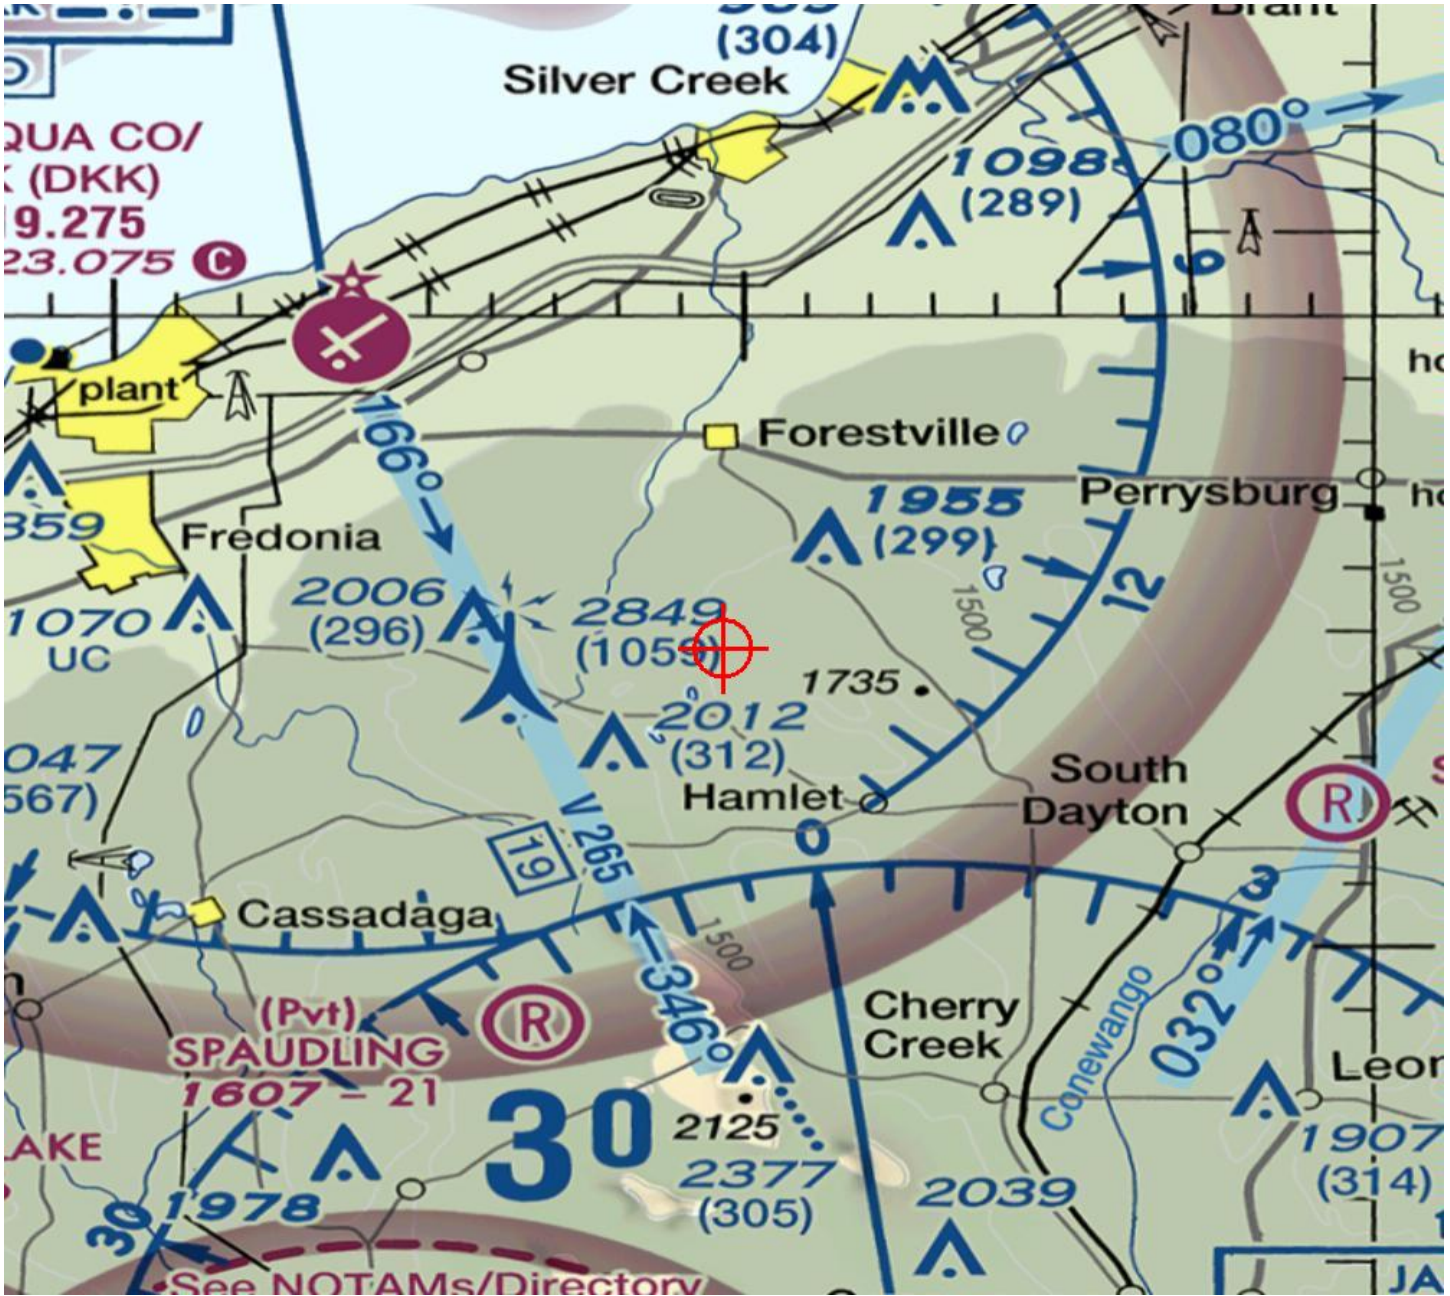 (304)
Silver Creek
080°
QUA CO/
(DKK)
19.275
23.075 C
1098
(289)
6
plant
Forestville
166°
Perrysburg
1955
(299)
859
Fredonia
12
1500
1500
2006
(296)
2849
(1059)
1070
UC
1735
2012
(312)
047
567)
Hamlet
South
Dayton
R
V 265
19
0
3
Cassadaga
1500
346°
032°
(Pvt)
SPAUDLING
1607 – 21
R
Cherry
Creek
Conewango
Leon
30
2125
2377
(305)
LAKE
1907
(314)
2039
1978
30
See NOTAMs/Directory
JA